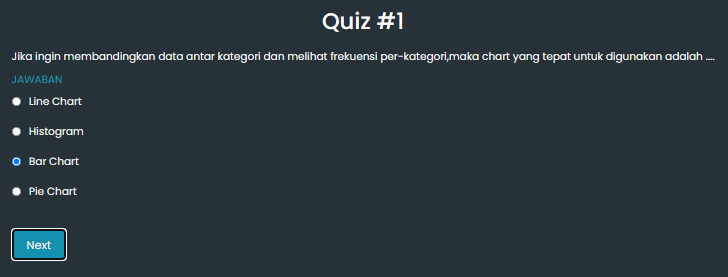 Quiz #1
Jika ingin membandingkan data antar kategori dan melihat frekuensi per-kategori,maka chart yang tepat untuk digunakan adalah ....
JAWABAN
Line Chart
Histogram
Bar Chart
Pie Chart
Next